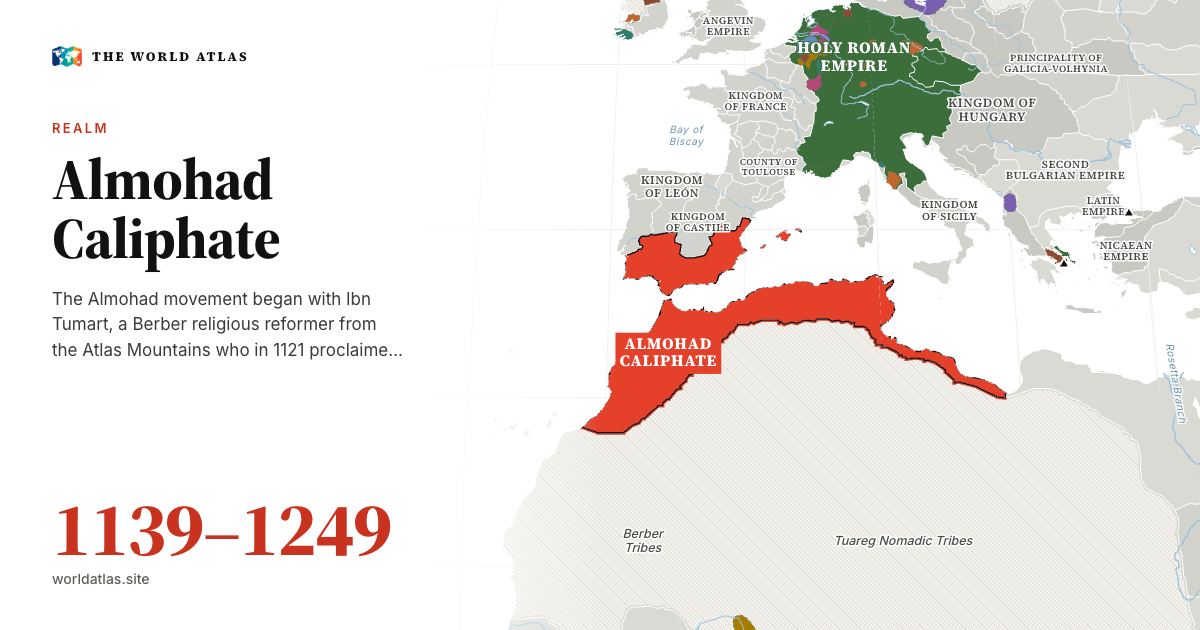 THE WORLD ATLAS
REALM
Almohad
Caliphate
The Almohad movement began with Ibn
Tumart, a Berber religious reformer from
the Atlas Mountains who in 1121 proclaime...
1139–1249
worldatlas.site
ANGEVIN
EMPIRE
HOLY ROMAN
EMPIRE
PRINCIPALITY OF
GALICIA-VOLHYNIA
KINGDOM
OF FRANCE
KINGDOM OF
HUNGARY
Bay of
Biscay
COUNTY OF
TOULOUSE
SECOND
BULGARIAN EMPIRE
KINGDOM
OF LEÓN
KINGDOM
OF SICILY
LATIN
EMPIRE
KINGDOM
OF CASTILE
NICAEAN
EMPIRE
ALMOHAD
CALIPHATE
Rosetta Branch
Berber
Tribes
Tuareg Nomadic Tribes